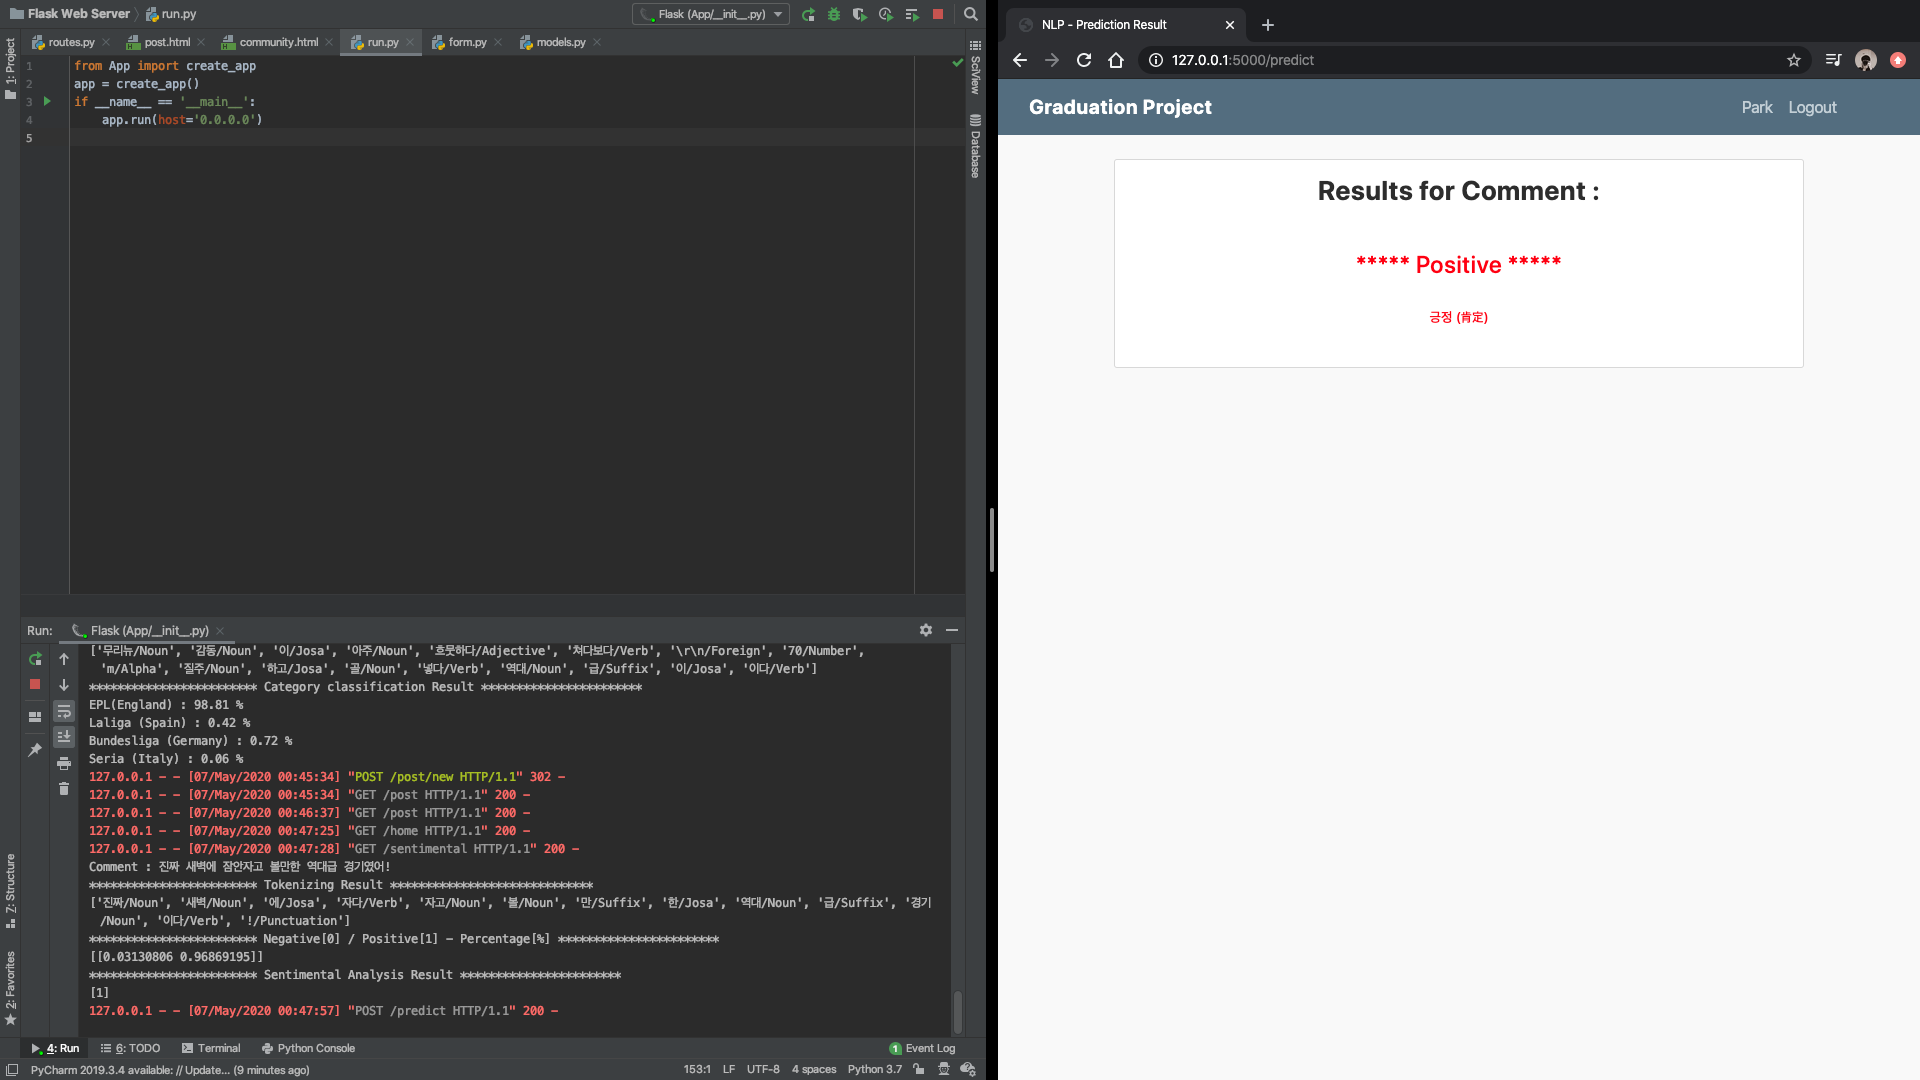 Flask Web Server
run.py
Flask (App/__init__.py)
routes.py
post.html
community.html
run.py
form.py
models.py
1: Project
1 from App import create_app
2 app = create_app()
3 if __name__ == '__main__':
4 app.run(host='0.0.0.0')
5
SciView
Database
Run: Flask (App/__init__.py)
['무리뉴/Noun', '감동/Noun', '이/Josa', '아주/Noun', '흐뭇하다/Adjective', '쳐다보다/Verb', '\r\n/Foreign', '70/Number',
'm/Alpha', '질주/Noun', '하고/Josa', '골/Noun', '넣다/Verb', '역대/Noun', '급/Suffix', '이/Josa', '이다/Verb']
************************ Category classification Result ***********************
EPL(England) : 98.81 %
Laliga (Spain) : 0.42 %
Bundesliga (Germany) : 0.72 %
Seria (Italy) : 0.06 %
127.0.0.1 - - [07/May/2020 00:45:34] "POST /post/new HTTP/1.1" 302 -
127.0.0.1 - - [07/May/2020 00:45:34] "GET /post HTTP/1.1" 200 -
127.0.0.1 - - [07/May/2020 00:46:37] "GET /post HTTP/1.1" 200 -
127.0.0.1 - - [07/May/2020 00:47:25] "GET /home HTTP/1.1" 200 -
127.0.0.1 - - [07/May/2020 00:47:28] "GET /sentimental HTTP/1.1" 200 -
Comment : 진짜 새벽에 잠안자고 볼만한 역대급 경기였어!
************************ Tokenizing Result *****************************
['진짜/Noun', '새벽/Noun', '에/Josa', '자다/Verb', '자고/Noun', '볼/Noun', '만/Suffix', '한/Josa', '역대/Noun', '급/Suffix', '경기
/Noun', '이다/Verb', '!/Punctuation']
************************ Negative[0] / Positive[1] - Percentage[%] ***********************
[[0.03130806 0.96869195]]
************************ Sentimental Analysis Result ***********************
[1]
127.0.0.1 - - [07/May/2020 00:47:57] "POST /predict HTTP/1.1" 200 -
7: Structure
2: Favorites
4: Run
6: TODO
Terminal
Python Console
1 Event Log
PyCharm 2019.3.4 available: // Update... (9 minutes ago)
153:1 LF UTF-8 4 spaces Python 3.7
NLP - Prediction Result
127.0.0.1:5000/predict
Graduation Project
Park Logout
Results for Comment :
***** Positive *****
긍정 (肯定)